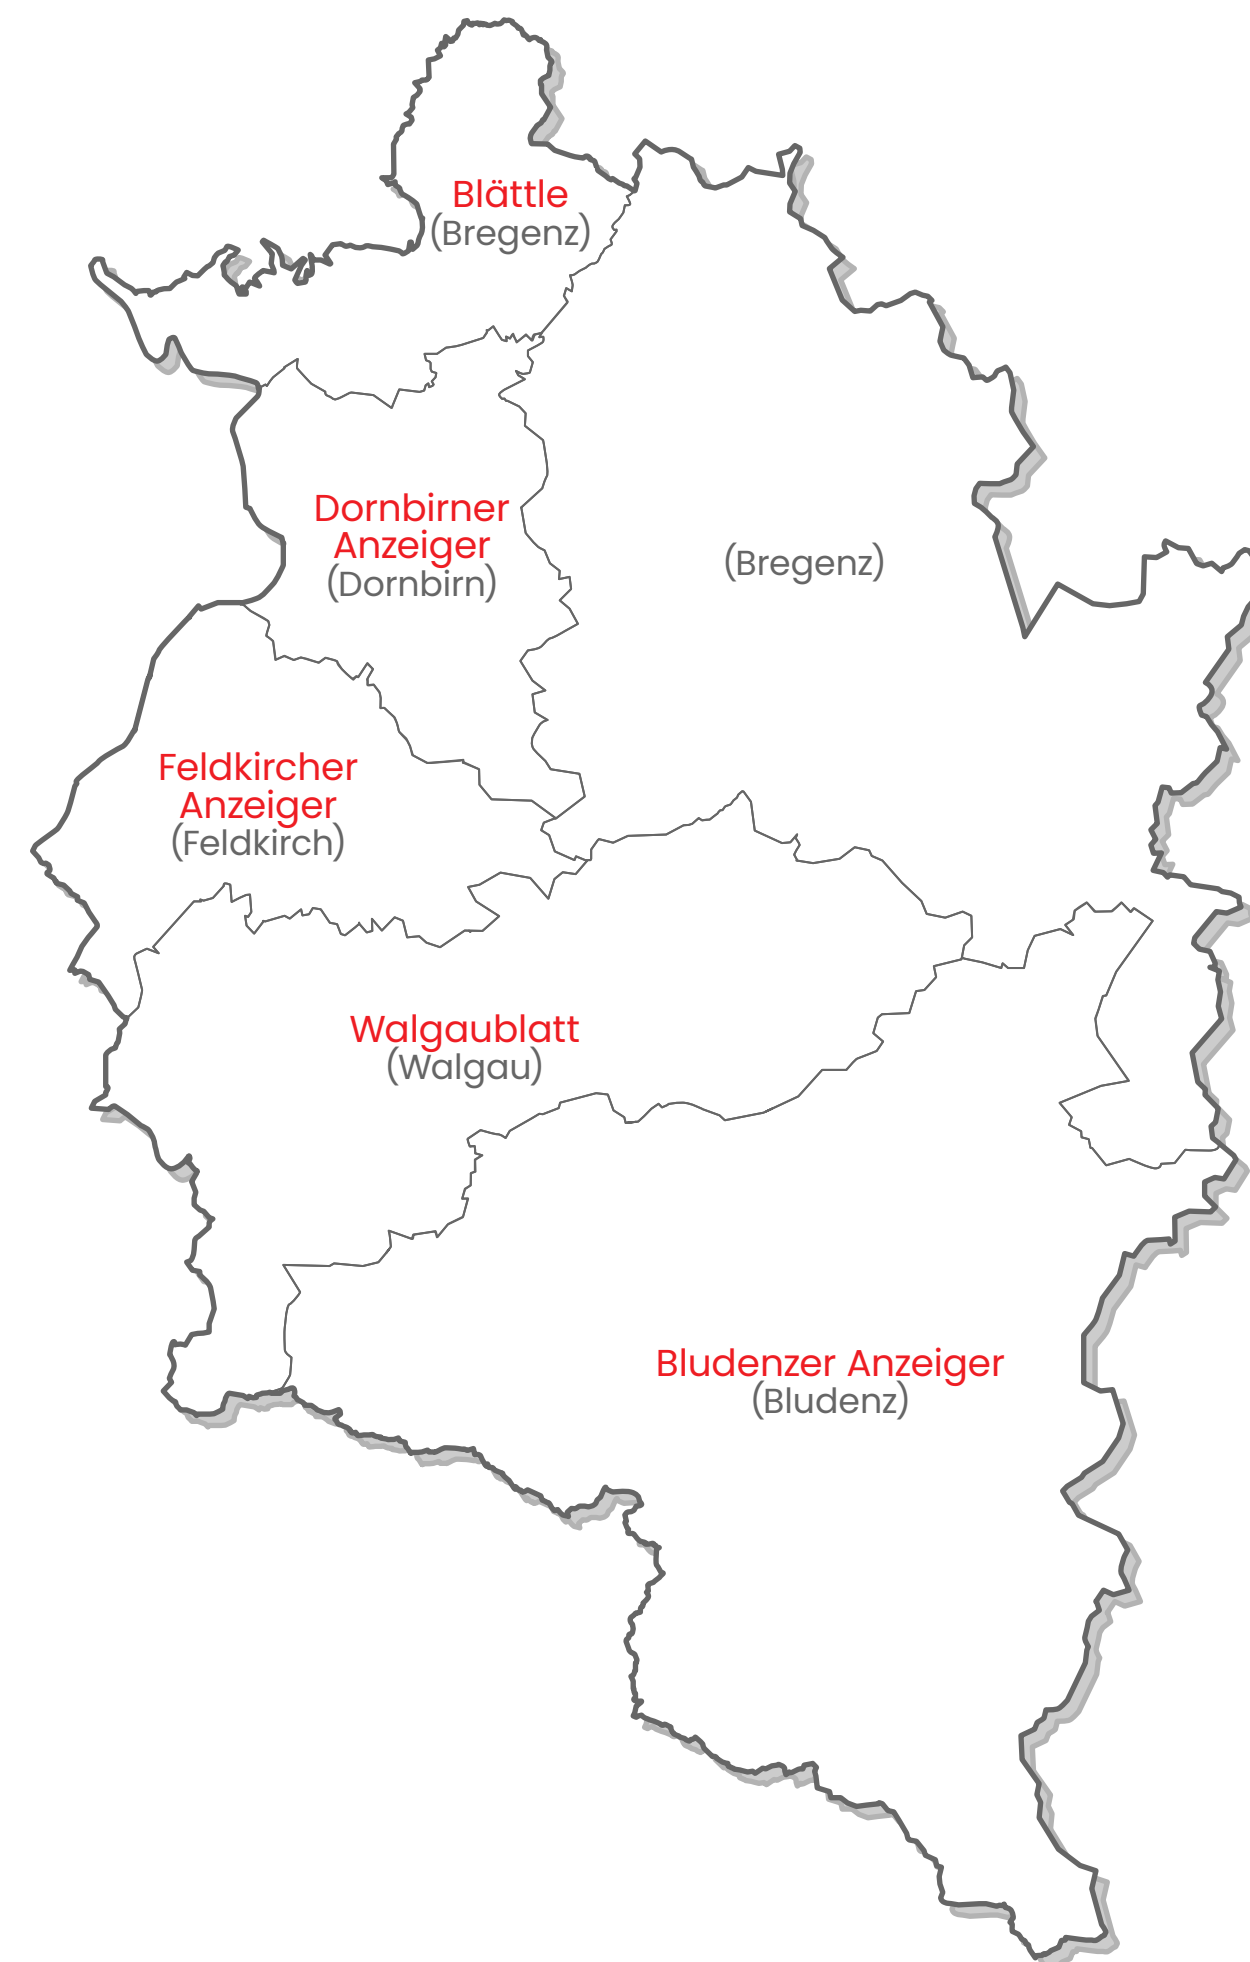 Blättle
(Bregenz)
Dornbirner
Anzeiger
(Dornbirn)
(Bregenz)
Feldkircher
Anzeiger
(Feldkirch)
Walgaublatt
(Walgau)
Bludenzer Anzeiger
(Bludenz)